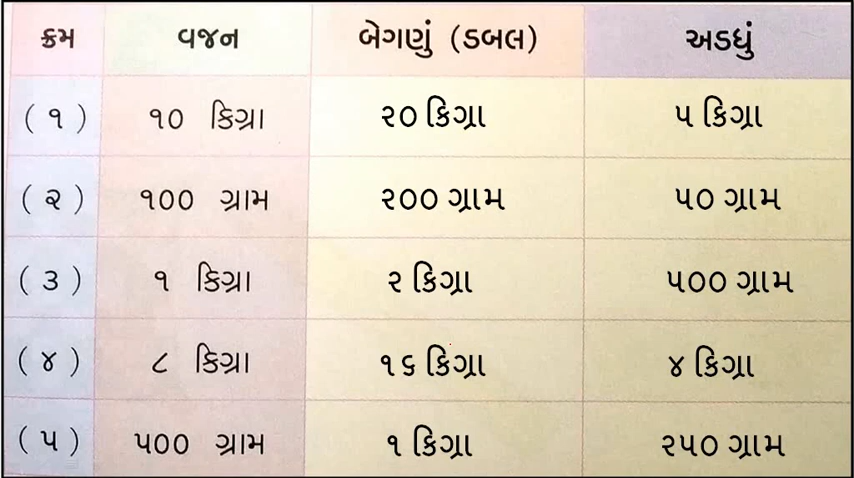 ક્રમ વજન બેગણું (ડબલ) અડધું
(૧) ૧૦ કિગ્રા ૨૦ કિગ્રા ૫ કિગ્રા
(૨) ૧૦૦ ગ્રામ ૨૦૦ ગ્રામ ૫૦ ગ્રામ
(૩) ૧ કિગ્રા ૨ કિગ્રા ૫૦૦ ગ્રામ
(૪) ૮ કિગ્રા ૧૬ કિગ્રા ૪ કિગ્રા
(૫) ૫૦૦ ગ્રામ ૧ કિગ્રા ૨૫૦ ગ્રામ